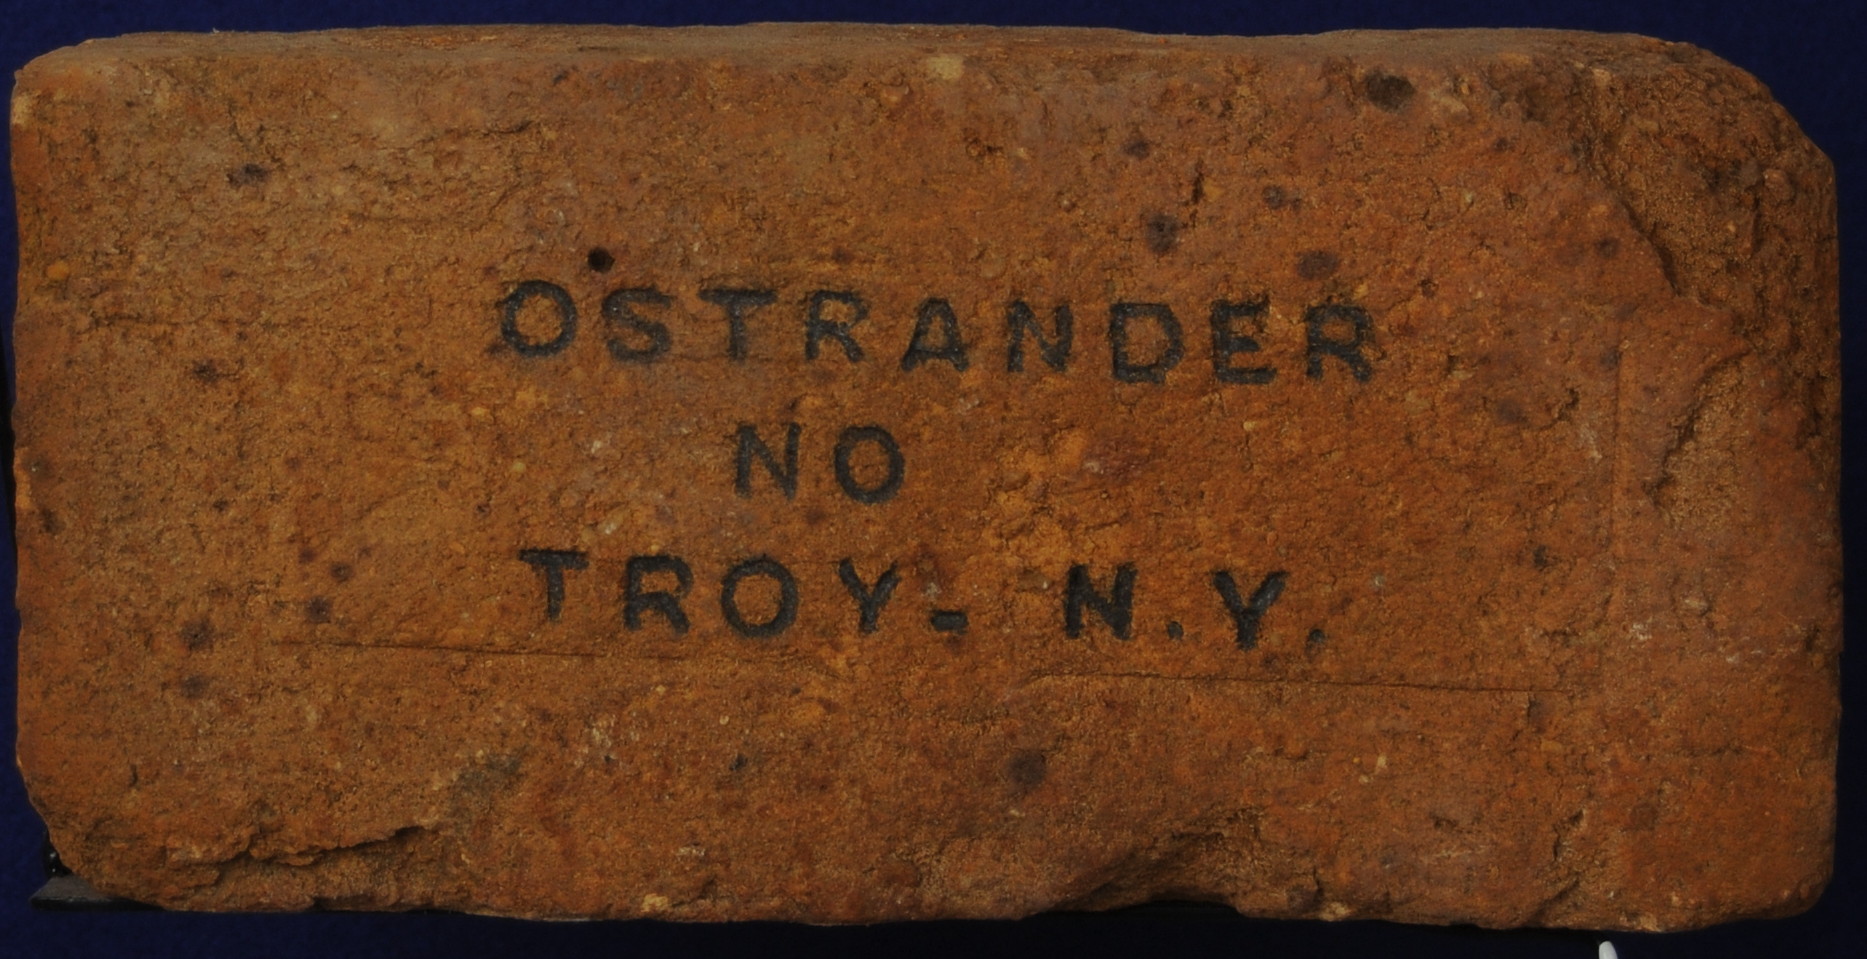 OSTRANDER
NO
TROY- N.Y.